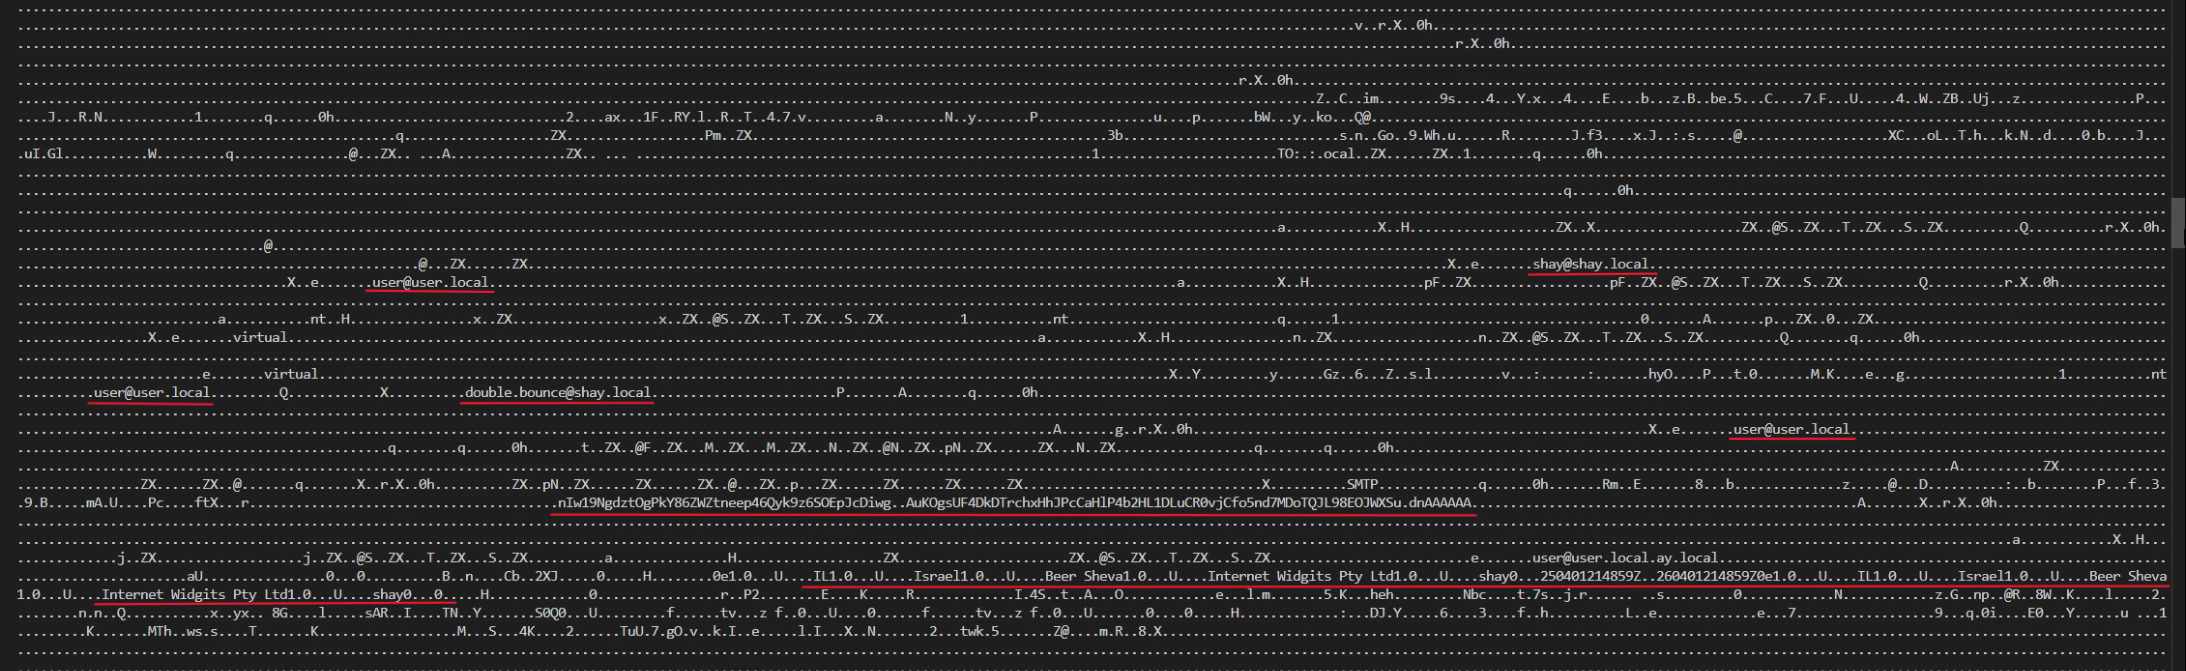 v..r.X..0h
r.X..0h
.r.X..0h
Z...C..im 9s....4...Y.x...4....E....b...z.B..be.5...C....7.F...U.....4..W..ZB..Uj...z P
J...R.N 1 q 0h 2....ax...1F..RY.l..R..T..4.7.v a N..y P u....p bW...y..ko...Q@
q ZX Pm..ZX 3b s.n..Go..9.Wh.u R J.f3....x.J..:.s.....@ XC...oL..T.h...k.N..d....0.b....J
.uI.Gl W q @...ZX.. ...A ZX.. ... ... 1 TO:.:.ocal..ZX......ZX..1 q 0h
q 0h
a X..H ZX..X ZX..@S..ZX...T..ZX...S..ZX Q r.X..0h.
@
@...ZX......ZX X..e shay@shay.local
X..e user@user.local a X..H pF..ZX pF..ZX..@S..ZX...T..ZX...S..ZX Q r.X..0h
a nt..H x..ZX x..ZX..@S..ZX...T..ZX...S..ZX 1 nt q 1 0 A p...ZX..0...ZX
X..e virtual a X..H n..ZX n..ZX..@S..ZX...T..ZX...S..ZX Q q 0h
e virtual X..Y y......Gz..6...Z..s.l v...: : hyO....P...t.0 M.K....e...g 1 nt
user@user.local Q X double.bounce@shay.local P A q 0h
A g..r.X..0h X..e user@user.local
q q 0h t..ZX..@F..ZX...M..ZX...M..ZX...N..ZX..@N..ZX..pN..ZX......ZX...N..ZX q q 0h
A ZX
ZX......ZX..@ q X..r.X..0h ZX..pN..ZX......ZX......ZX..@...ZX..p...ZX......ZX X SMTP q 0h Rm..E 8...b z.....@...D : b P...f..3.
.9.B.....mA.U....Pc....ftX...r nIw19NgdztOgPkY86ZWZtneep46Qyk9z6SOEpJcDiwg..AuKOgsUF4DkDTrchxHhJPcCaHlP4b2HL1DLuCR0vjCfo5nd7MDoTQJL98EOJWXSu.dnAAAAAA A X..r.X..0h
a X..H
j..ZX j..ZX..@S..ZX...T..ZX...S..ZX a H ZX ZX..@S..ZX...T..ZX...S..ZX e user@user.local.ay.local
aU 0...0 B..n....Cb..2XJ....0....H 0e1.0...U....IL1.0...U....Israel1.0...U....Beer Sheva1.0...U....Internet Widgits Pty Ltd1.0...U....shay0...250401214859Z..260401214859Z0e1.0...U....IL1.0...U....Israel1.0...U....Beer Sheva
1.0...U....Internet Widgits Pty Ltd1.0...U....shay0...0 H 0 r..P2 E....K.....R I.4S..t..A...O e...l.m 5.K..heh Nbc...t.7s..j.r s 0 N z.G..np..@R..8W..K....l....2.
n.n..Q x..yx...8G....l.....sAR..I....TN..Y S0Q0...U f.....tv...z f..0...U....0 f.....tv...z f..0...U 0...0....H : DJ.Y 6....3....f..h L..e e...7 9...q.0i....E0...Y u...1
K MTh..ws.s....T K M...S...4K....2 TuU.7.gO.v..k.I..e l.I...X..N 2...twk.5 Z@ m.R..8.X